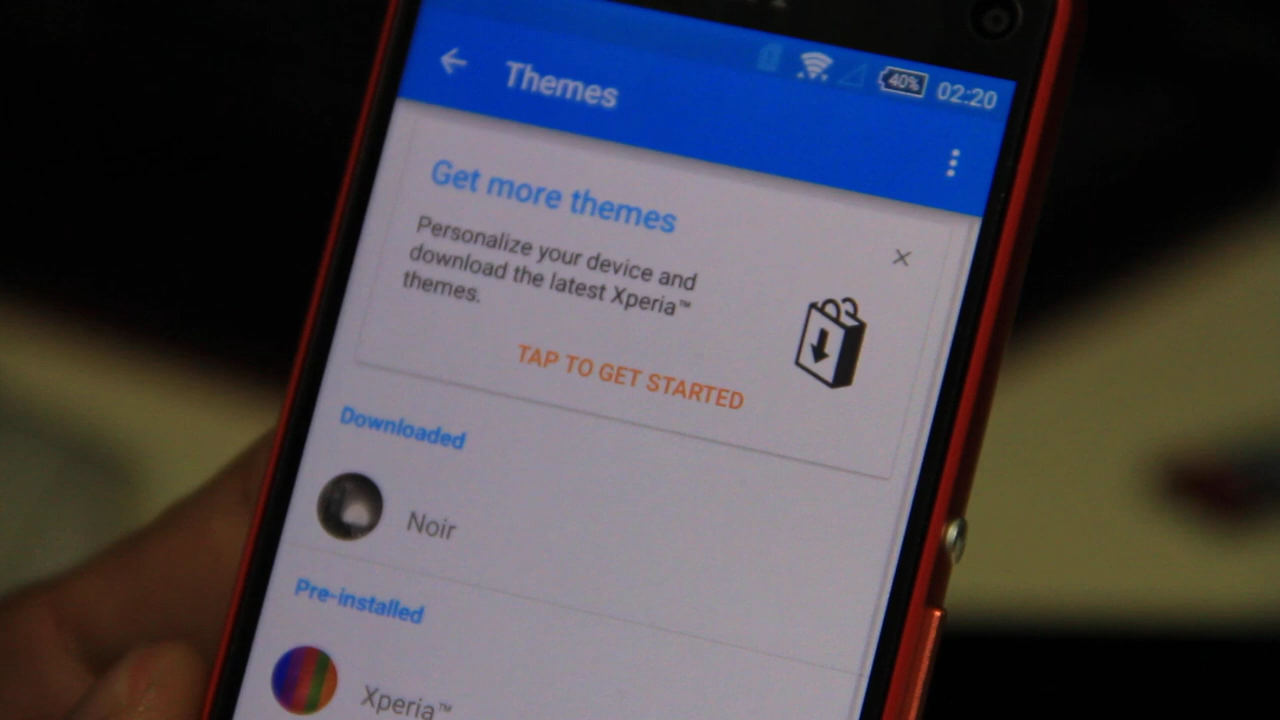 40% 02:20
Themes
Get more themes
Personalize your device and
download the latest Xperia™
themes.
TAP TO GET STARTED
Downloaded
Noir
Pre-installed
Xperia™